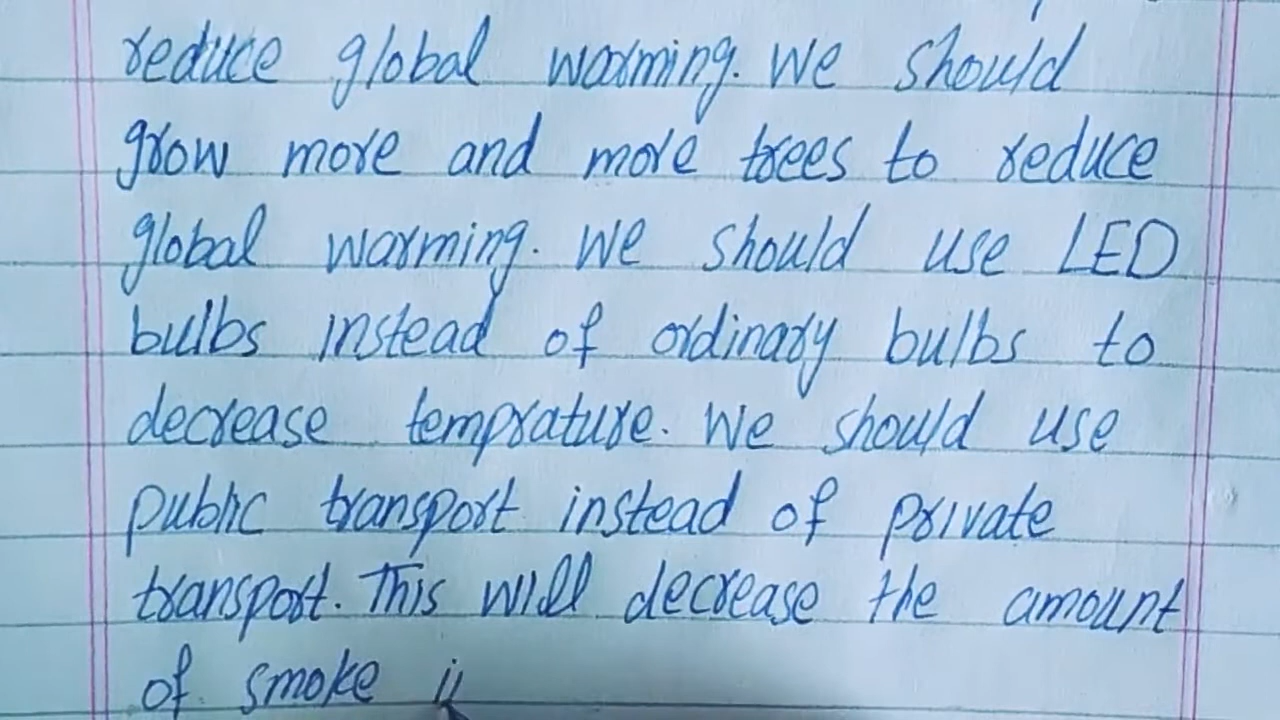 reduce global warming. We should
grow more and more trees to reduce
global warming. We should use LED
bulbs instead of ordinary bulbs to
decrease temprature. We should use
public transport instead of private
transport. This will decrease the amount
of smoke